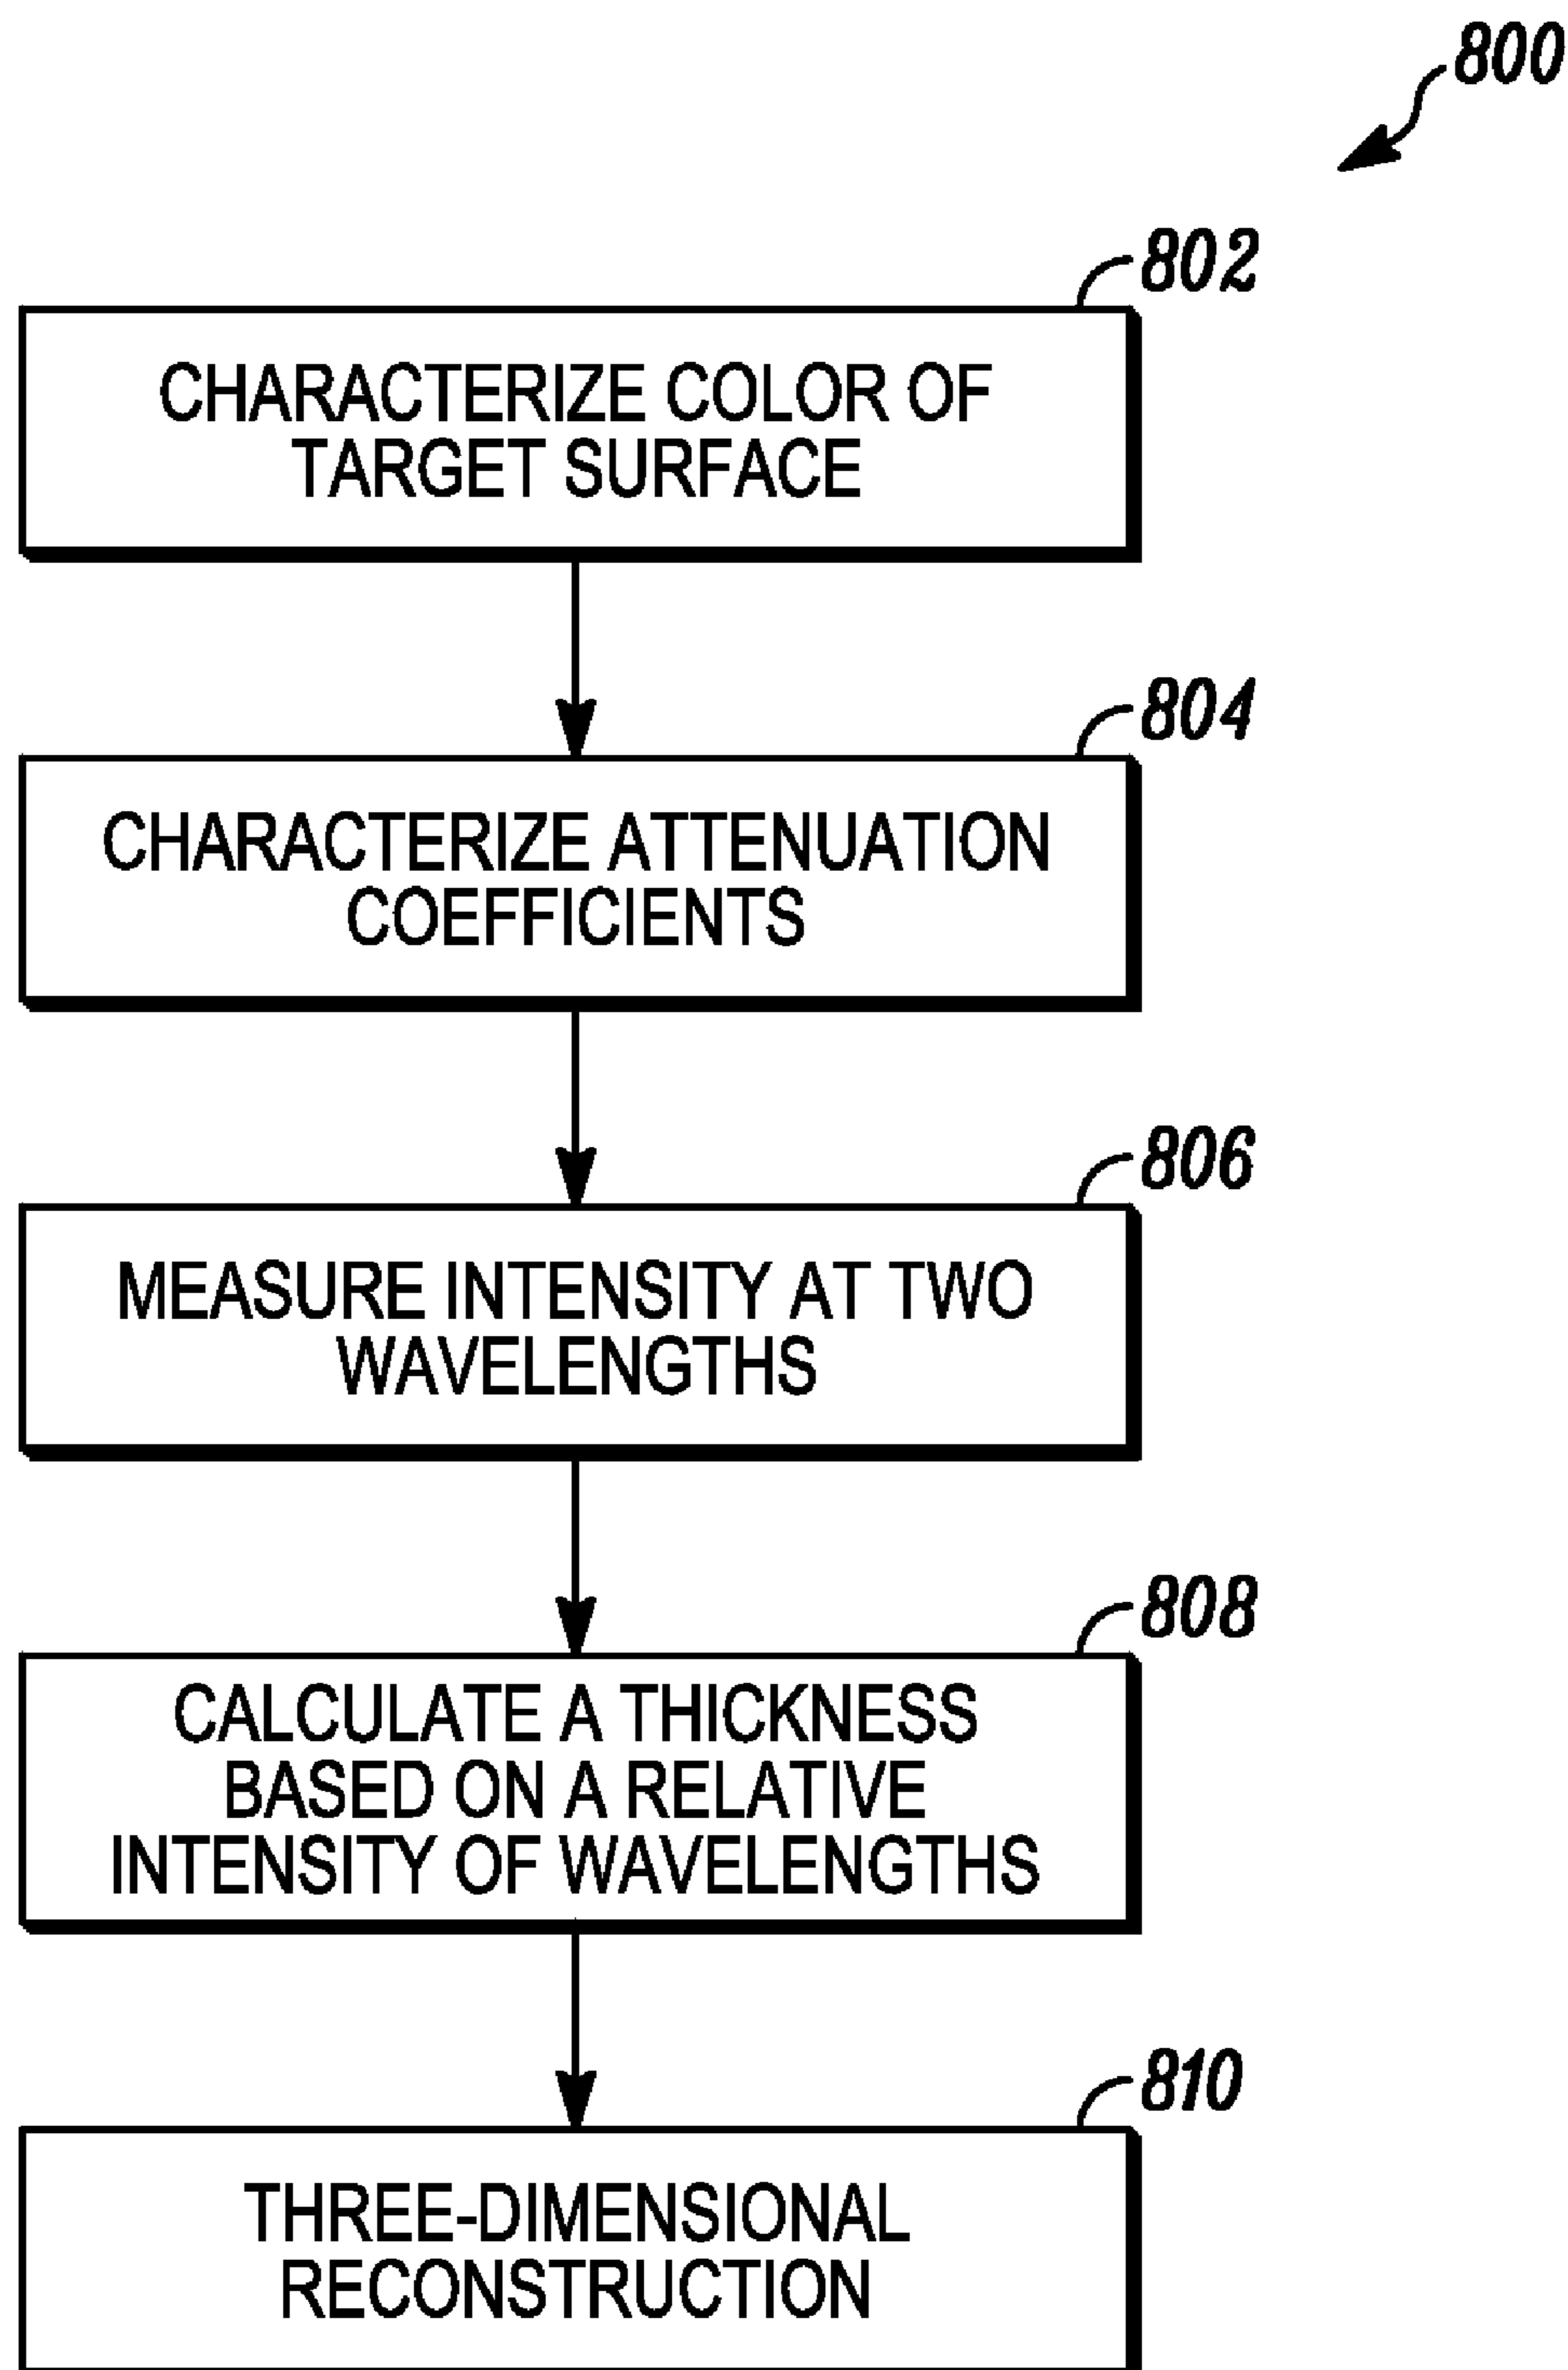 800
802
CHARACTERIZE COLOR OF
TARGET SURFACE
804
CHARACTERIZE ATTENUATION
COEFFICIENTS
806
MEASURE INTENSITY AT TWO
WAVELENGTHS
808
CALCULATE A THICKNESS
BASED ON A RELATIVE
INTENSITY OF WAVELENGTHS
810
THREE-DIMENSIONAL
RECONSTRUCTION